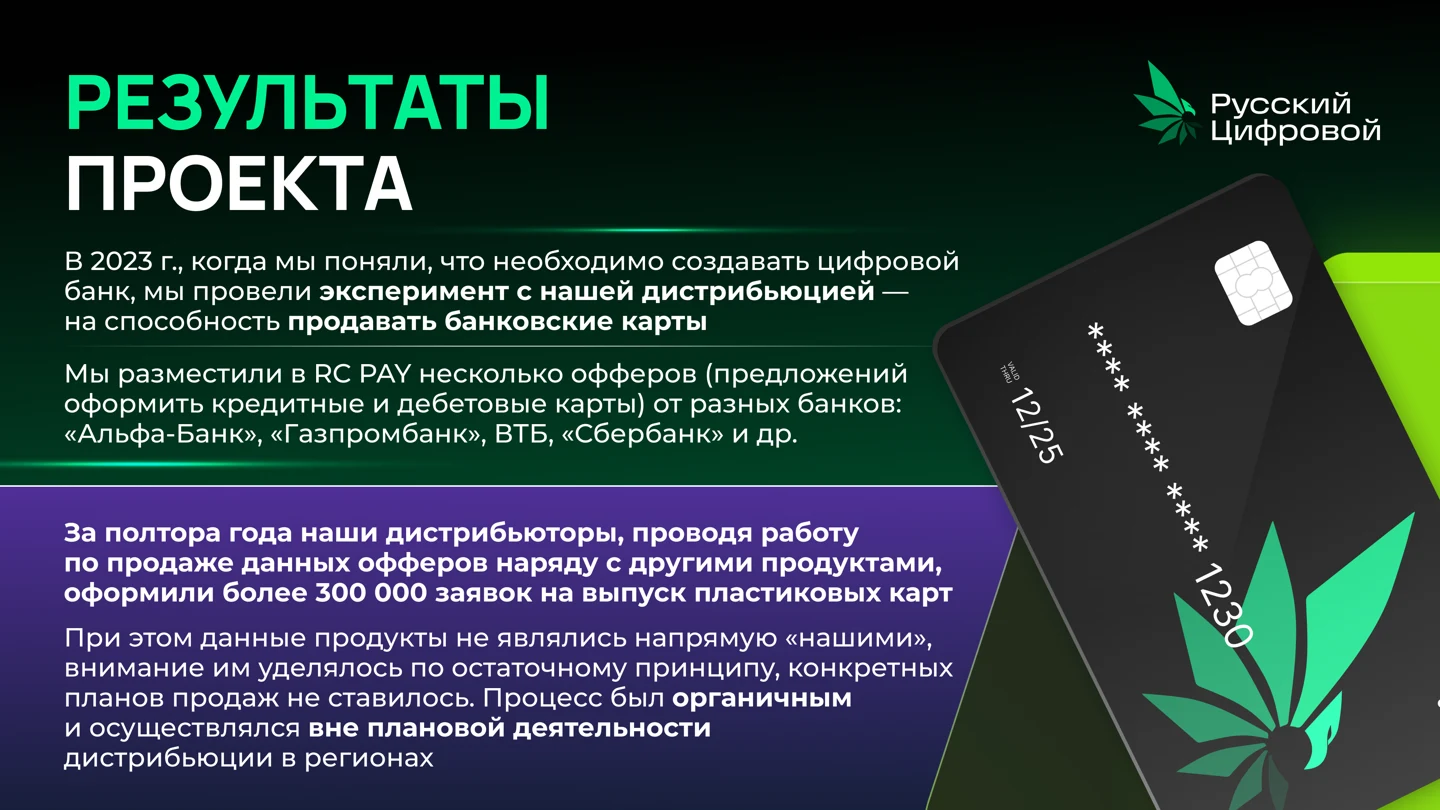 РЕЗУЛЬТАТЫ
ПРОЕКТА
Русский
Цифровой
В 2023 г., когда мы поняли, что необходимо создавать цифровой
банк, мы провели эксперимент с нашей дистрибьюцией —
на способность продавать банковские карты
Мы разместили в RC PAY несколько офферов (предложений
оформить кредитные и дебетовые карты) от разных банков:
«Альфа-Банк», «Газпромбанк», ВТБ, «Сбербанк» и др.
За полтора года наши дистрибьюторы, проводя работу
по продаже данных офферов наряду с другими продуктами,
оформили более 300 000 заявок на выпуск пластиковых карт
При этом данные продукты не являлись напрямую «нашими»,
внимание им уделялось по остаточному принципу, конкретных
планов продаж не ставилось. Процесс был органичным
и осуществлялся вне плановой деятельности
дистрибьюции в регионах
VALID
THRU
12/25
**** **** **** 1230